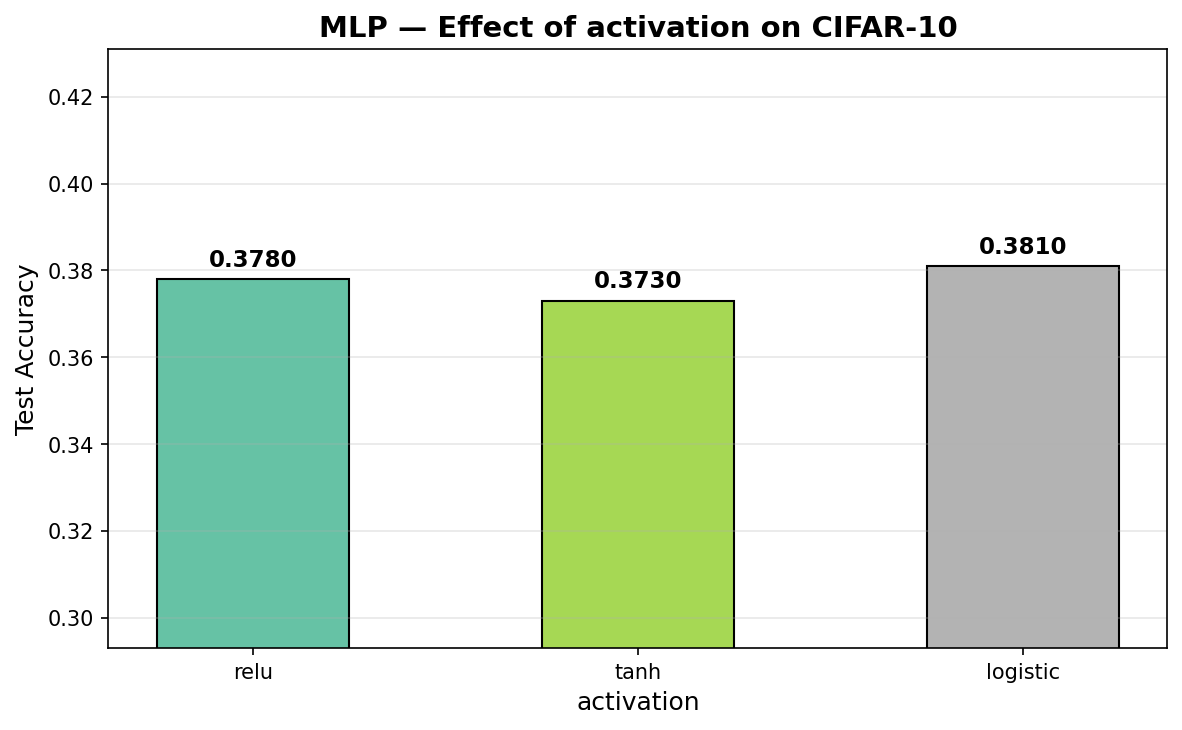 MLP — Effect of activation on CIFAR-10
Test Accuracy
0.42
0.40
0.38
0.36
0.34
0.32
0.30
0.3780
0.3730
0.3810
relu
tanh
logistic
activation